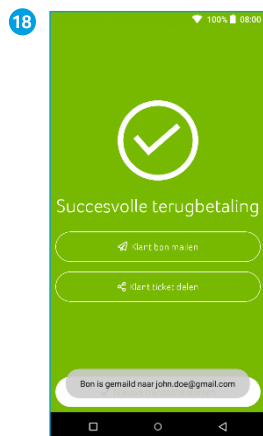 18
100% 08:00
Succesvolle terugbetaling
Klant bon mailen
Klant ticket delen
Bon is gemaild naar john.doe@gmail.com